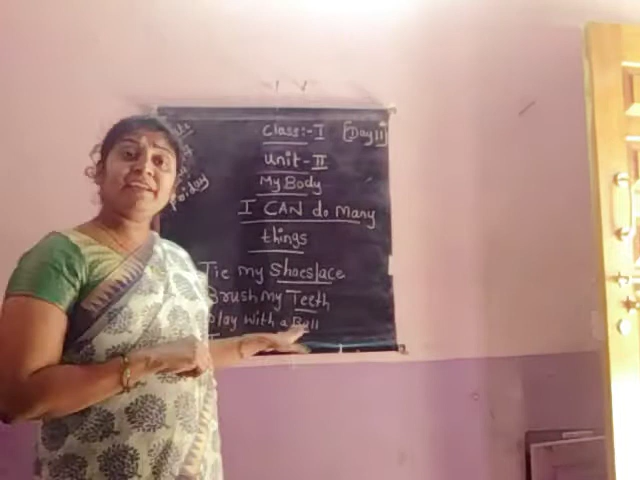 Friday
Class:- I [Day 11]
Unit-II
My Body
I CAN do Many
things
Tie my Shoeslace
Brush my Teeth
Play with a Ball